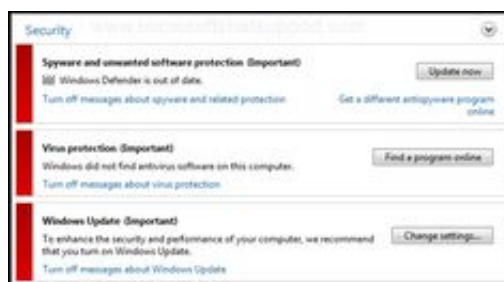 Security
Spyware and unwanted software protection (Important)
Windows Defender is out of date.
Update now
Turn off messages about spyware and related protection
Get a different antispyware program
online
Virus protection (Important)
Windows did not find antivirus software on this computer.
Find a program online
Turn off messages about virus protection
Windows Update (Important)
To enhance the security and performance of your computer, we recommend
that you turn on Windows Update.
Change settings...
Turn off messages about Windows Update